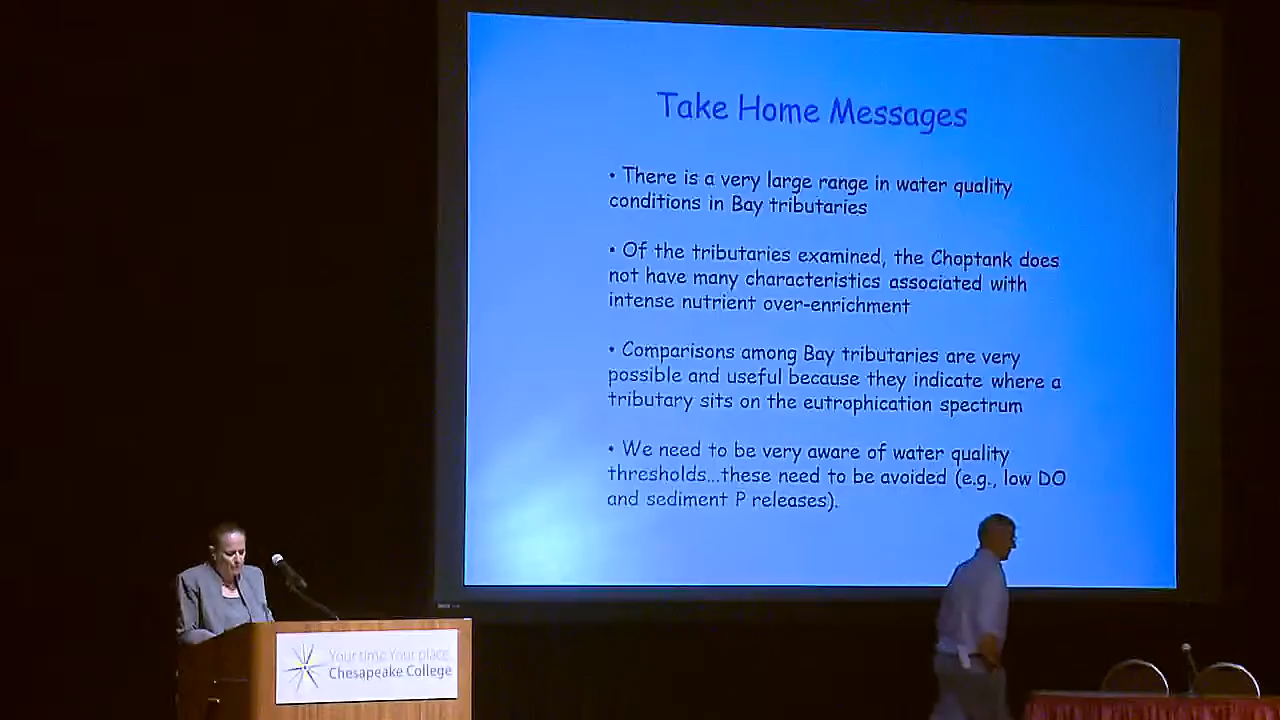 Take Home Messages
• There is a very large range in water quality
conditions in Bay tributaries
• Of the tributaries examined, the Choptank does
not have many characteristics associated with
intense nutrient over-enrichment
• Comparisons among Bay tributaries are very
possible and useful because they indicate where a
tributary sits on the eutrophication spectrum
• We need to be very aware of water quality
thresholds...these need to be avoided (e.g., low DO
and sediment P releases).
Your time. Your place.
Chesapeake College